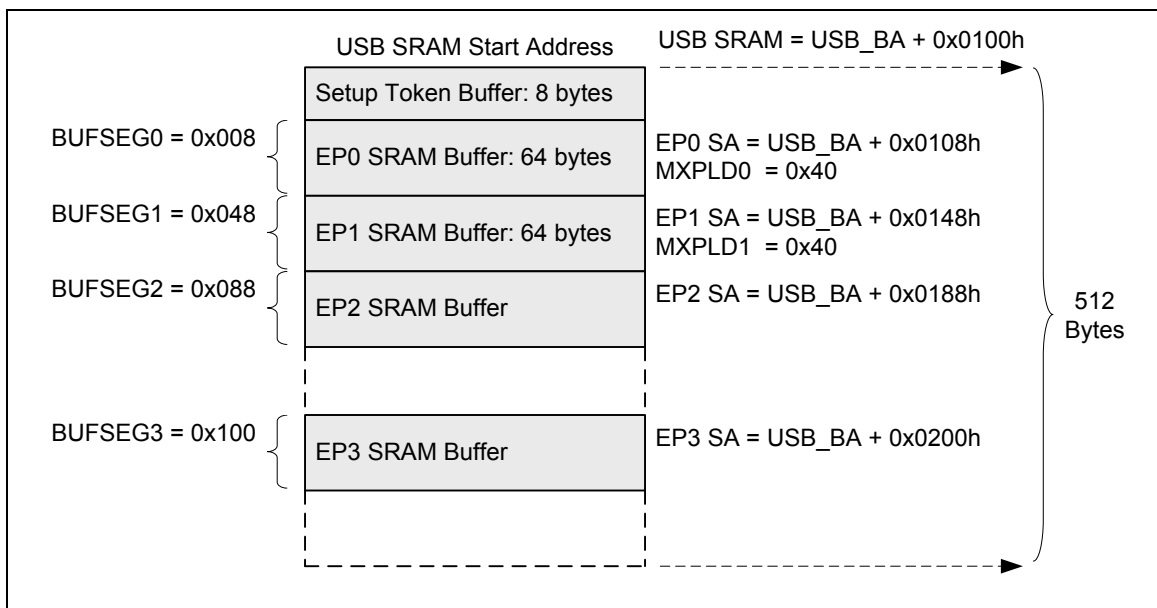 USB SRAM Start Address
USB SRAM = USB_BA + 0x0100h
Setup Token Buffer: 8 bytes
BUFSEG0 = 0x008
EP0 SRAM Buffer: 64 bytes
EP0 SA = USB_BA + 0x0108h
MXPLD0 = 0x40
BUFSEG1 = 0x048
EP1 SRAM Buffer: 64 bytes
EP1 SA = USB_BA + 0x0148h
MXPLD1 = 0x40
BUFSEG2 = 0x088
EP2 SRAM Buffer
EP2 SA = USB_BA + 0x0188h
512
Bytes
BUFSEG3 = 0x100
EP3 SRAM Buffer
EP3 SA = USB_BA + 0x0200h